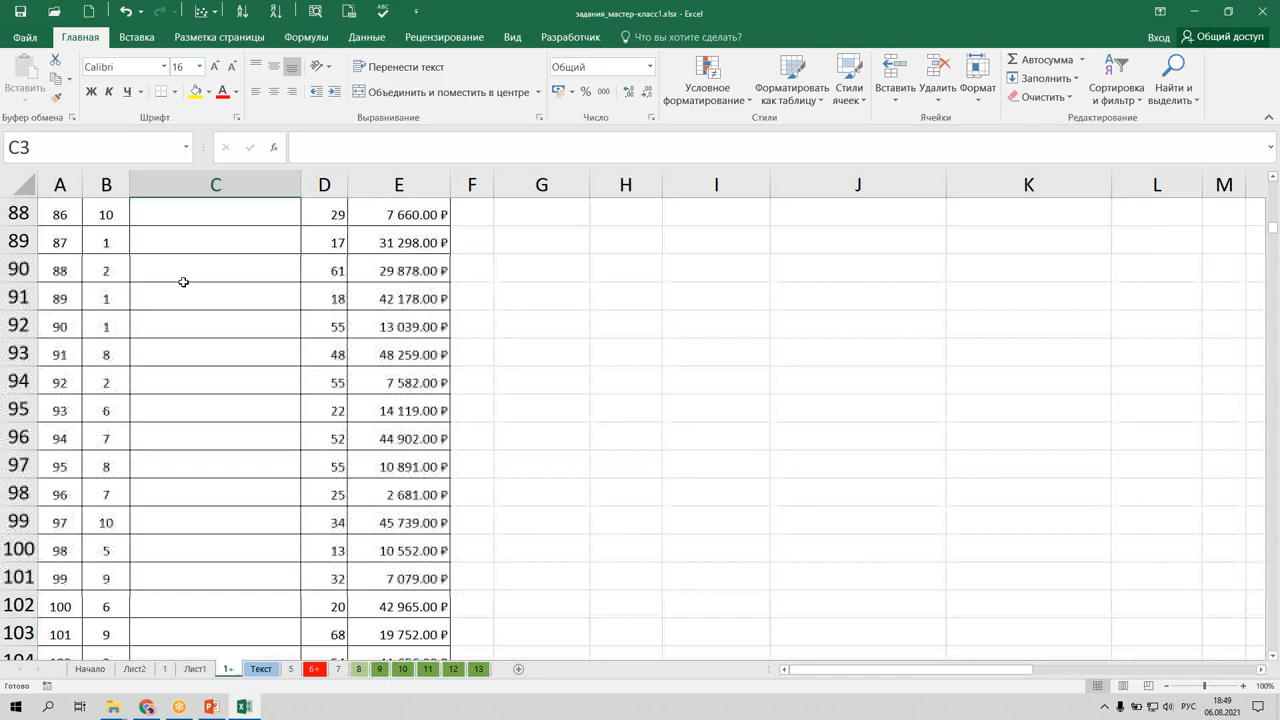 задания_мастер-класс1.xlsx - Excel
Файл Главная Вставка Разметка страницы Формулы Данные Рецензирование Вид Разработчик Что вы хотите сделать? Вход Общий доступ
Calibri 16 Перенести текст Общий Автосумма
Вставить Условное форматирование Форматировать как таблицу Стили ячеек Вставить Удалить Формат Заполнить Сортировка и фильтр Найти и выделить
Ж К Ч Объединить и поместить в центре % 000 Очистить
Буфер обмена Шрифт Выравнивание Число Стили Ячейки Редактирование
C3 fx
A B C D E F G H I J K L M
88 86 10 29 7 660.00 ₽
89 87 1 17 31 298.00 ₽
90 88 2 61 29 878.00 ₽
91 89 1 18 42 178.00 ₽
92 90 1 55 13 039.00 ₽
93 91 8 48 48 259.00 ₽
94 92 2 55 7 582.00 ₽
95 93 6 22 14 119.00 ₽
96 94 7 52 44 902.00 ₽
97 95 8 55 10 891.00 ₽
98 96 7 25 2 681.00 ₽
99 97 10 34 45 739.00 ₽
100 98 5 13 10 552.00 ₽
101 99 9 32 7 079.00 ₽
102 100 6 20 42 965.00 ₽
103 101 9 68 19 752.00 ₽
104
Начало Лист2 1 Лист1 1+ Текст 5 6+ 7 8 9 10 11 12 13
Готово 100%
РУС 18:49
06.08.2021